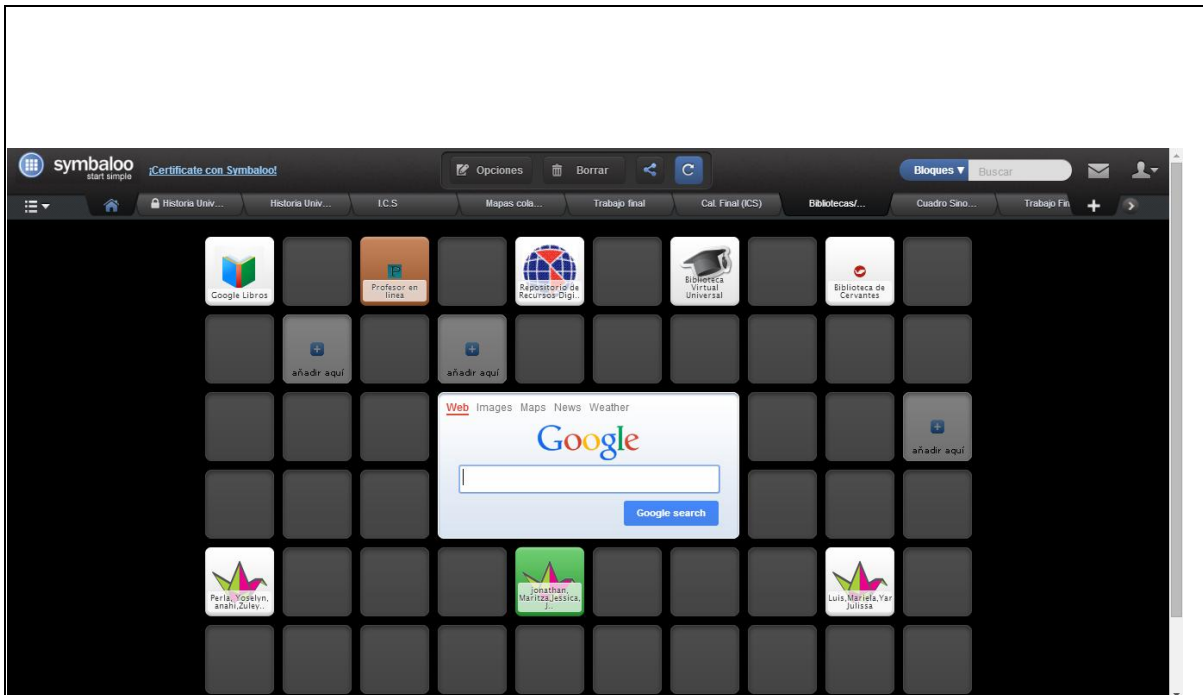 symbaloo
start simple
¡Certificate con Symbaloo!
Opciones
Borrar
Bloques ▼
Buscar
Historia Univ...
Historia Univ...
I.C.S
Mapas cola...
Trabajo final
Cal. Final (ICS)
Bibliotecas/...
Cuadro Sino...
Trabajo Fin
Google Libros
Profesor en
linea
Repositorio de
Recursos Digi..
Biblioteca
Virtual
Universal
Biblioteca de
Cervantes
añadir aquí
añadir aquí
Web Images Maps News Weather
Google
Google search
añadir aquí
Perla, Yoselyn,
anahi,Zuley..
jonathan,
Maritza,Jessica,
J..
Luis,Mariela,Yar
Julissa